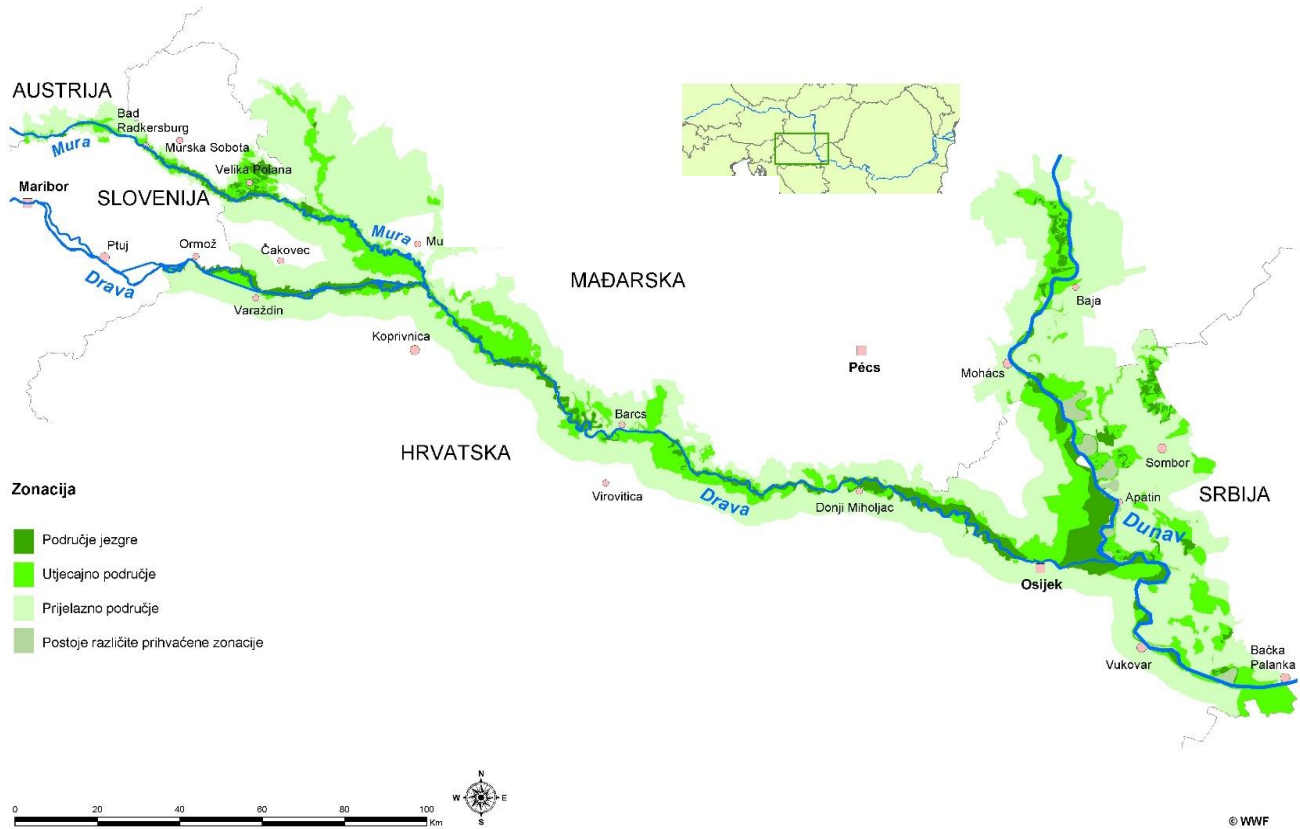 AUSTRIJA
Bad
Radkersburg
Mura
Murska Sobota
Velika Polana
Maribor
SLOVENIJA
Ptuj
Ormož
Čakovec
Mura
Mu
Drava
Varaždin
MAĐARSKA
Baja
Koprivnica
Pécs
Mohács
Barcs
HRVATSKA
Sombor
Virovitica
Drava
Donji Miholjac
Apatin
SRBIJA
Dunav
Osijek
Vukovar
Bačka
Palanka
Zonacija
Područje jezgre
Utjecajno područje
Prijelazno područje
Postoje različite prihvaćene zonacije
N
W E
S
0 20 40 60 80 100
Km
© WWF